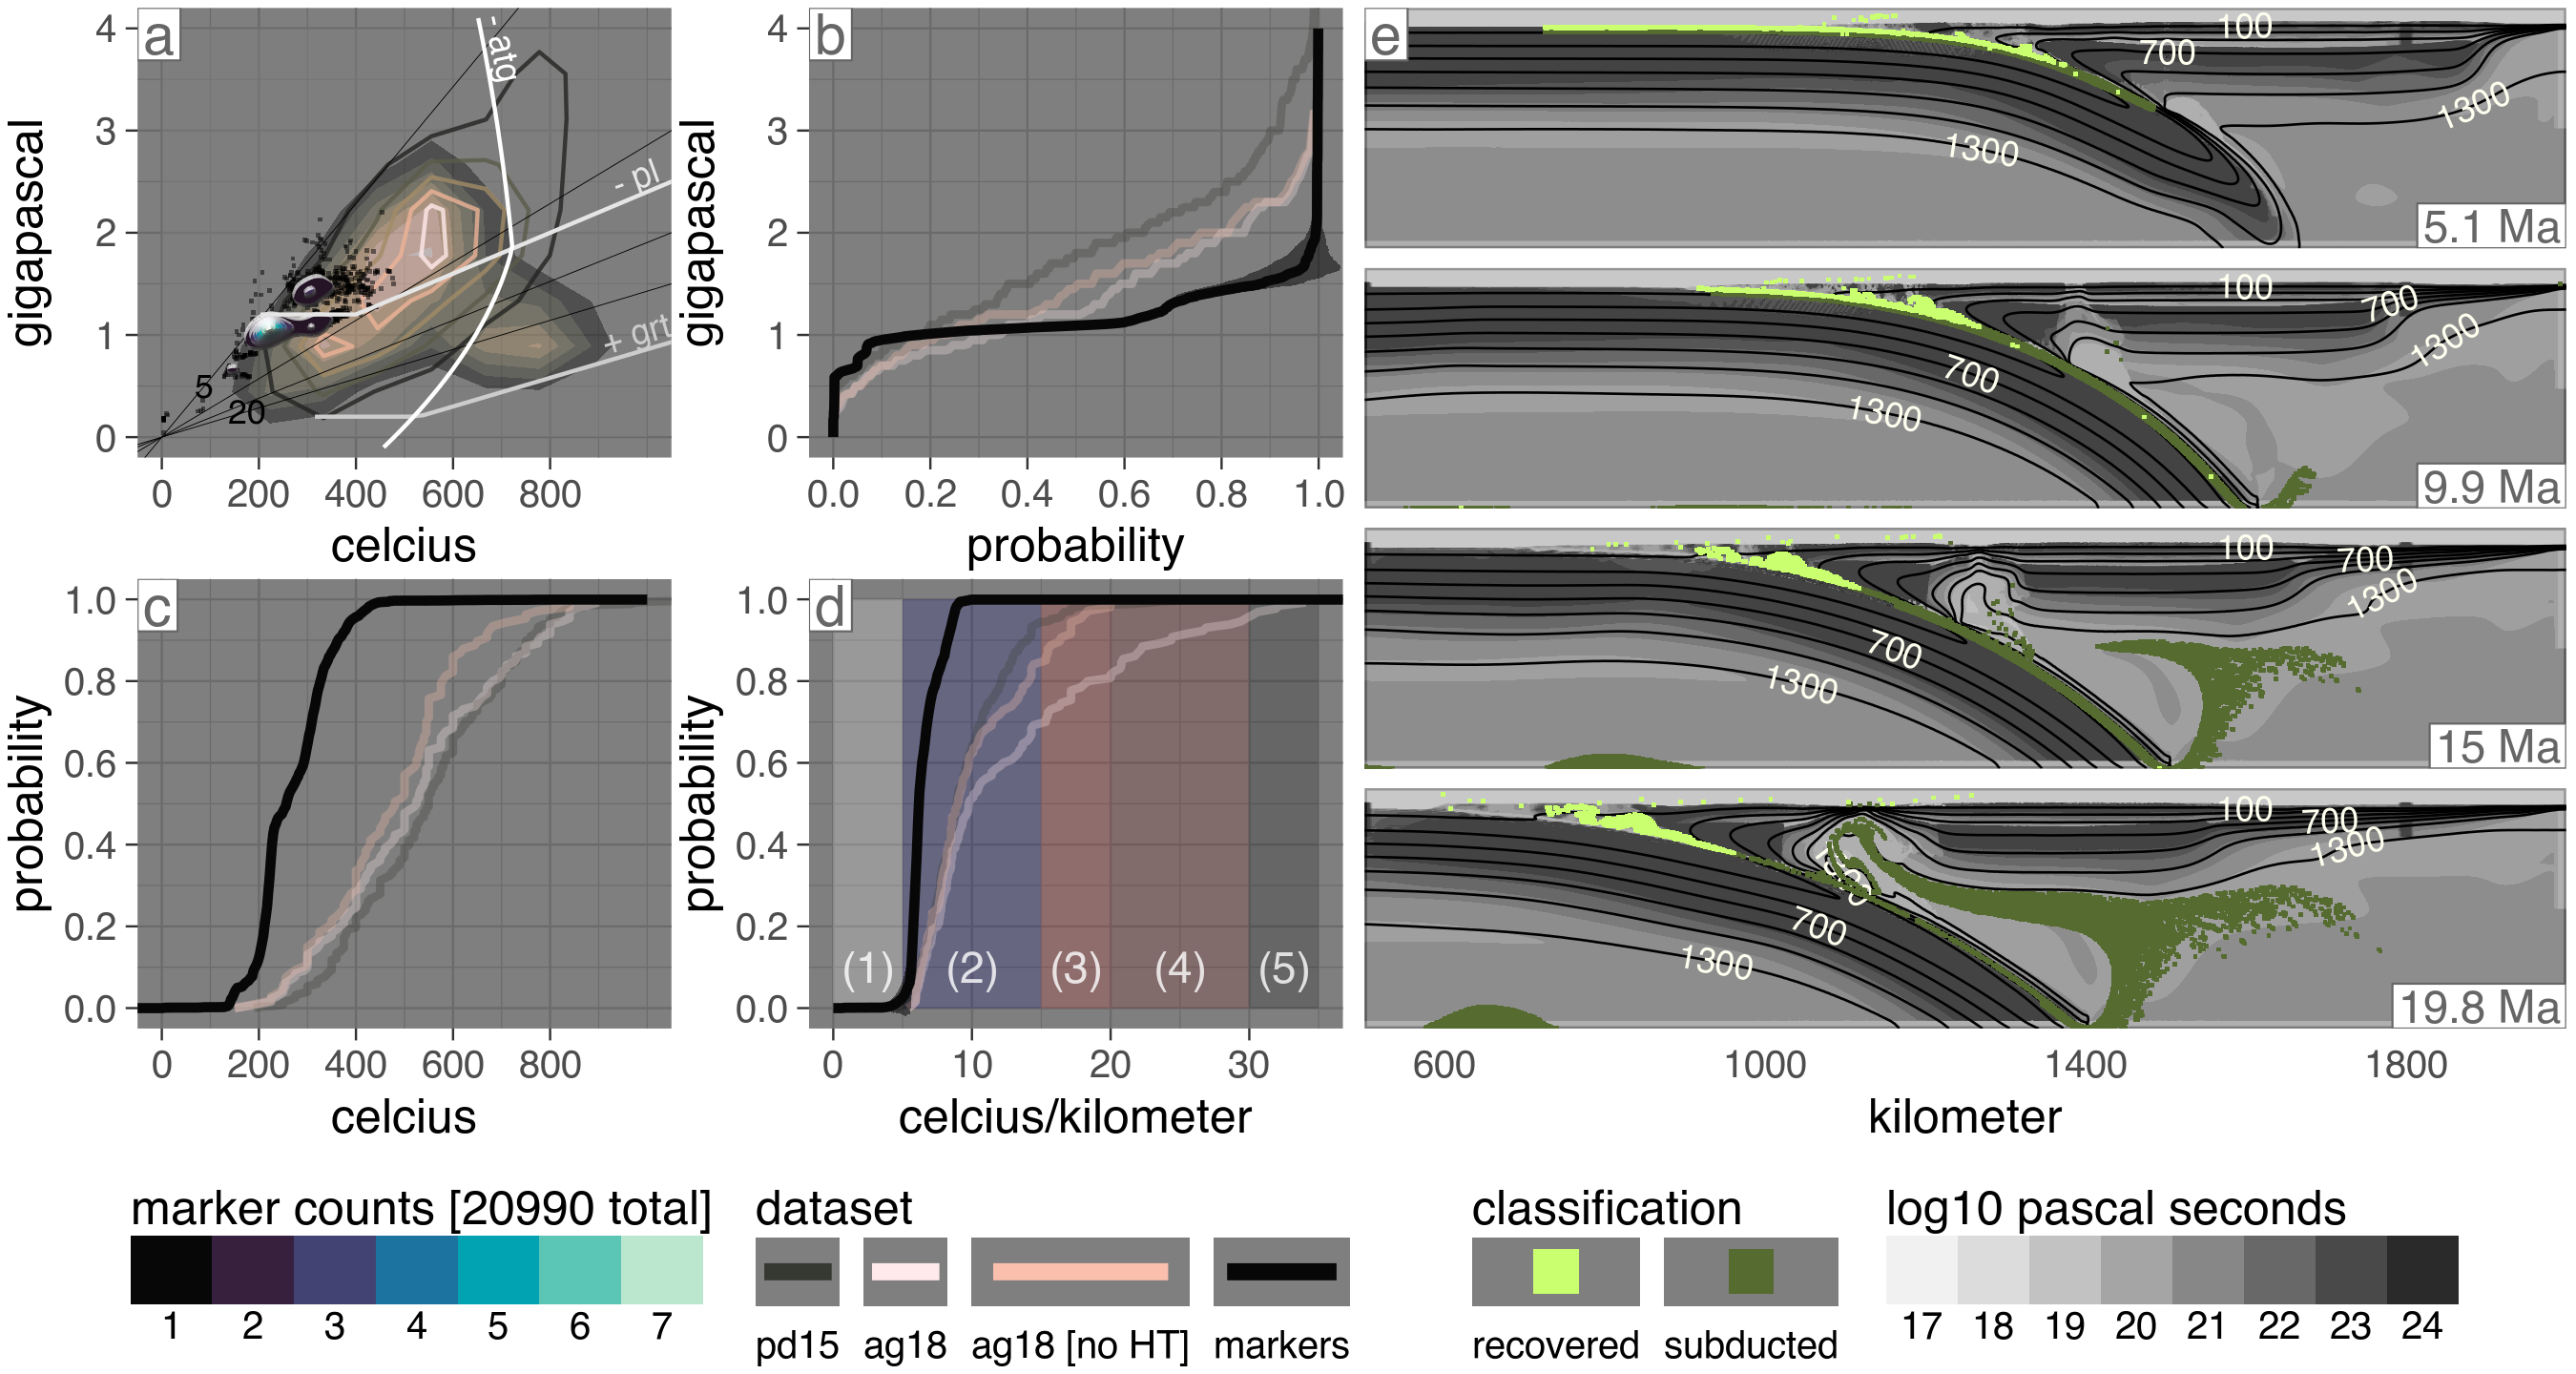 a
- atg
- pl
+ grt
5
20
4
3
2
1
0
gigapascal
0 200 400 600 800
celcius
b
4
3
2
1
0
gigapascal
0.0 0.2 0.4 0.6 0.8 1.0
probability
c
1.0
0.8
0.6
0.4
0.2
0.0
probability
0 200 400 600 800
celcius
d
1.0
0.8
0.6
0.4
0.2
0.0
probability
(1) (2) (3) (4) (5)
0 10 20 30
celcius/kilometer
e
100
700
1300
1300
5.1 Ma
100
700
1300
700
1300
9.9 Ma
100
700
1300
700
1300
15 Ma
100
700
1300
700
1300
19.8 Ma
600 1000 1400 1800
kilometer
marker counts [20990 total]
1 2 3 4 5 6 7
dataset
pd15 ag18 ag18 [no HT] markers
classification
recovered subducted
log10 pascal seconds
17 18 19 20 21 22 23 24